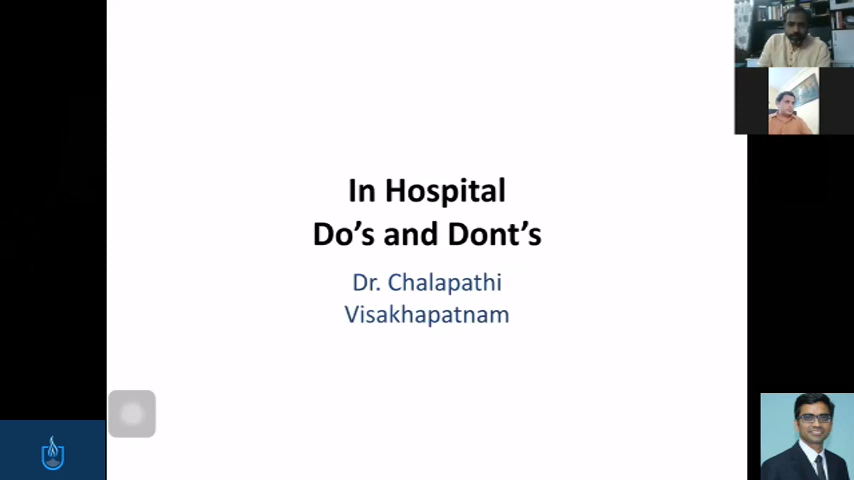 In Hospital
Do’s and Dont’s
Dr. Chalapathi
Visakhapatnam